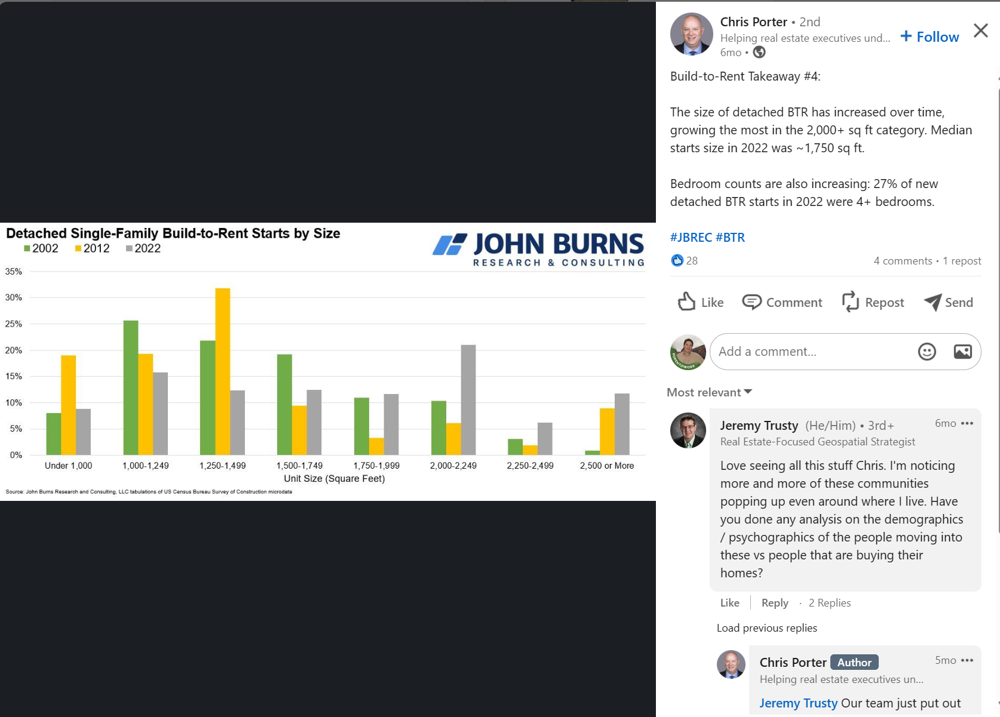 Detached Single-Family Build-to-Rent Starts by Size
2002 2012 2022
JOHN BURNS
RESEARCH & CONSULTING
35%
30%
25%
20%
15%
10%
5%
0%
Under 1,000 1,000-1,249 1,250-1,499 1,500-1,749 1,750-1,999 2,000-2,249 2,250-2,499 2,500 or More
Unit Size (Square Feet)
Source: John Burns Research and Consulting, LLC tabulations of US Census Bureau Survey of Construction microdata
Chris Porter • 2nd
Helping real estate executives und...
6mo •
+ Follow
Build-to-Rent Takeaway #4:
The size of detached BTR has increased over time,
growing the most in the 2,000+ sq ft category. Median
starts size in 2022 was ~1,750 sq ft.
Bedroom counts are also increasing: 27% of new
detached BTR starts in 2022 were 4+ bedrooms.
#JBREC #BTR
28
4 comments • 1 repost
Like Comment Repost Send
#OPENTOWORK
Add a comment...
Most relevant
Jeremy Trusty (He/Him) • 3rd+
6mo •••
Real Estate-Focused Geospatial Strategist
Love seeing all this stuff Chris. I'm noticing
more and more of these communities
popping up even around where I live. Have
you done any analysis on the demographics
/ psychographics of the people moving into
these vs people that are buying their
homes?
Like Reply · 2 Replies
Load previous replies
Chris Porter Author
5mo •••
Helping real estate executives un...
Jeremy Trusty Our team just put out